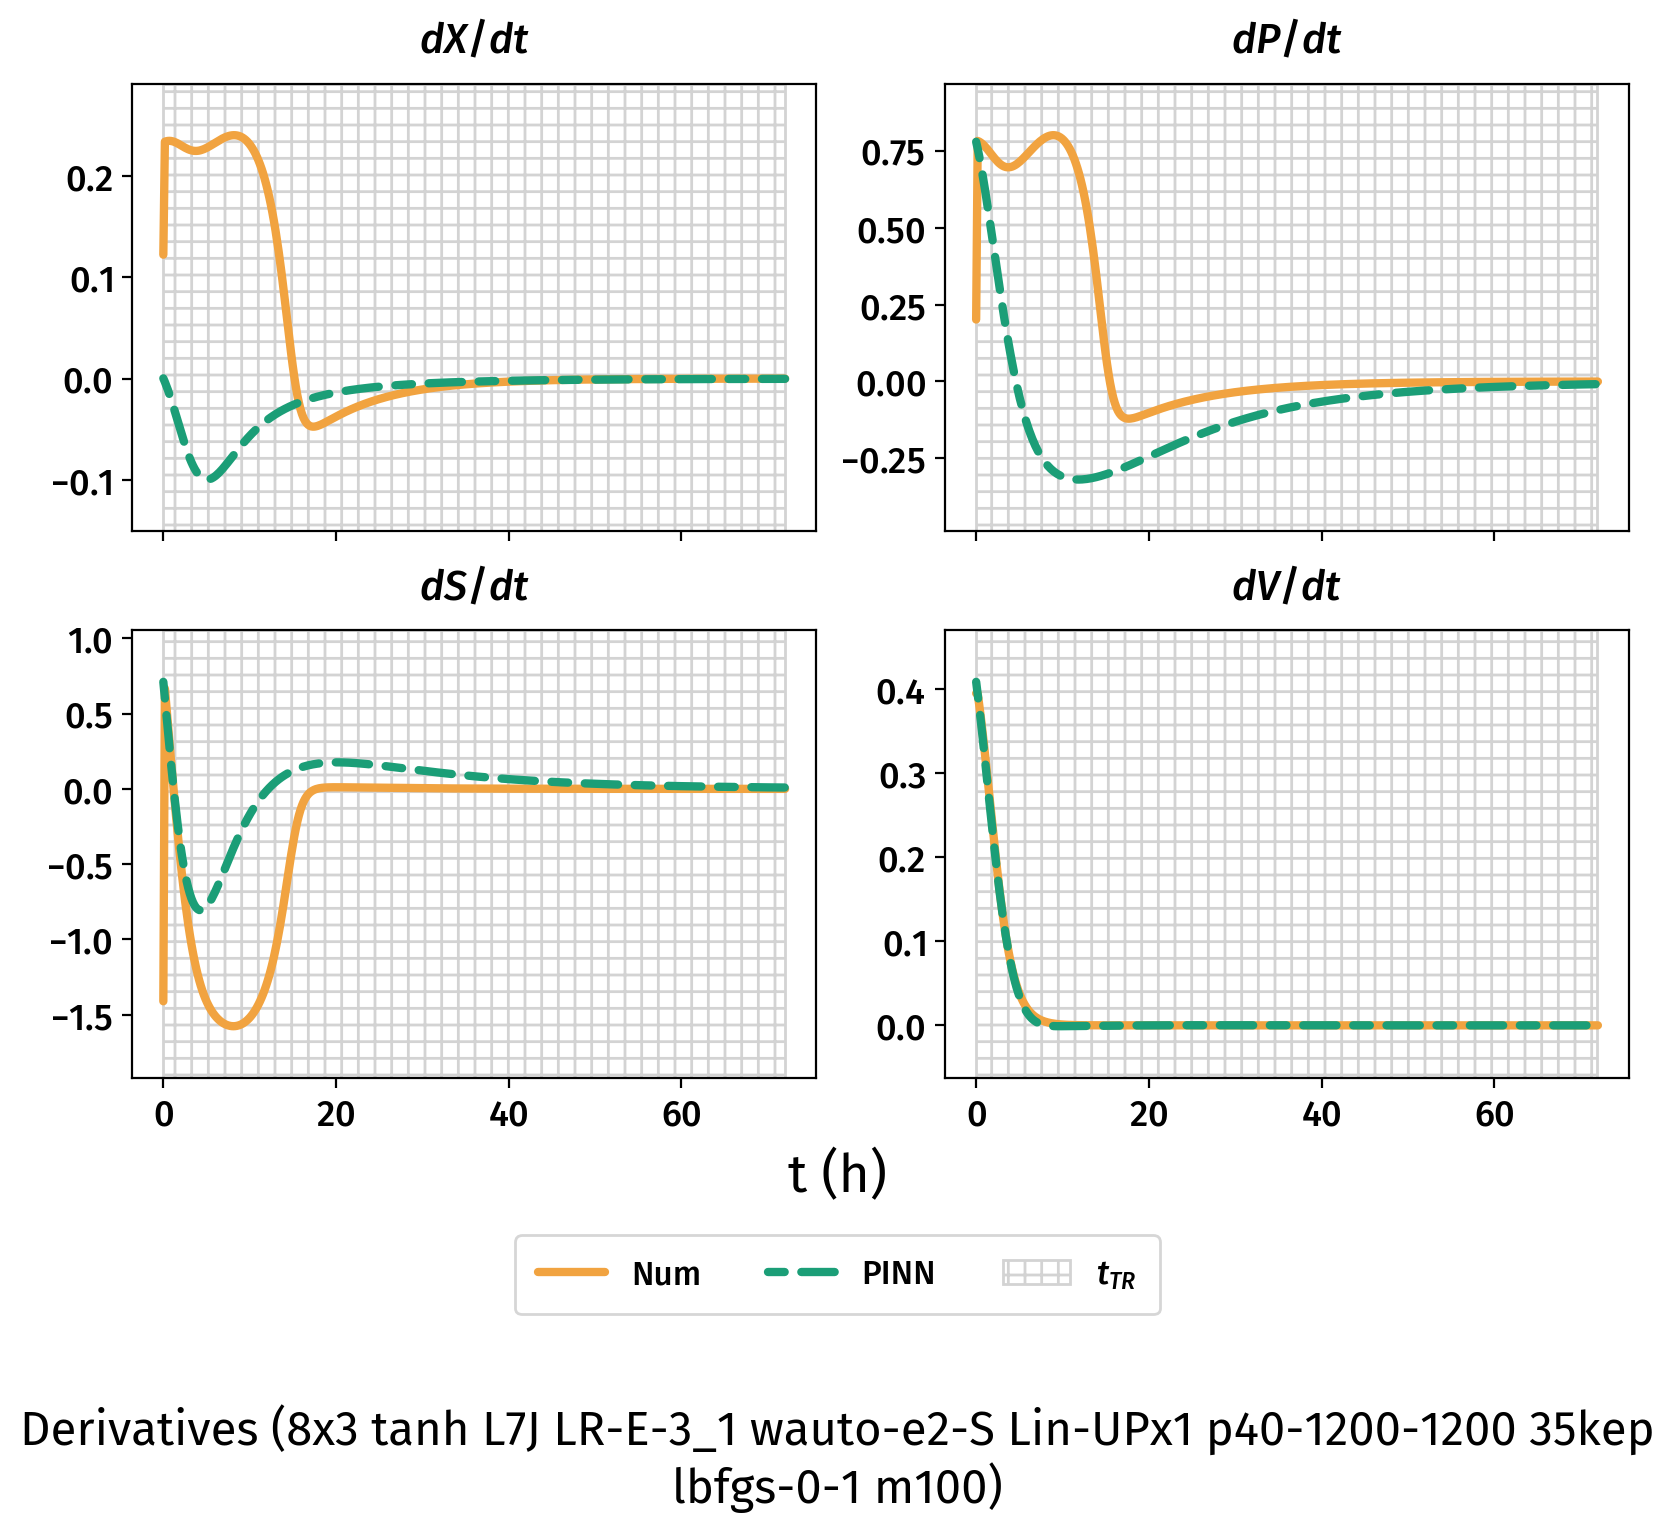 dX/dt
dP/dt
0.2
0.1
0.0
−0.1
0.75
0.50
0.25
0.00
−0.25
dS/dt
dV/dt
1.0
0.5
0.0
−0.5
−1.0
−1.5
0.4
0.3
0.2
0.1
0.0
0 20 40 60
0 20 40 60
t (h)
Num PINN tTR
Derivatives (8x3 tanh L7J LR-E-3_1 wauto-e2-S Lin-UPx1 p40-1200-1200 35kep
lbfgs-0-1 m100)